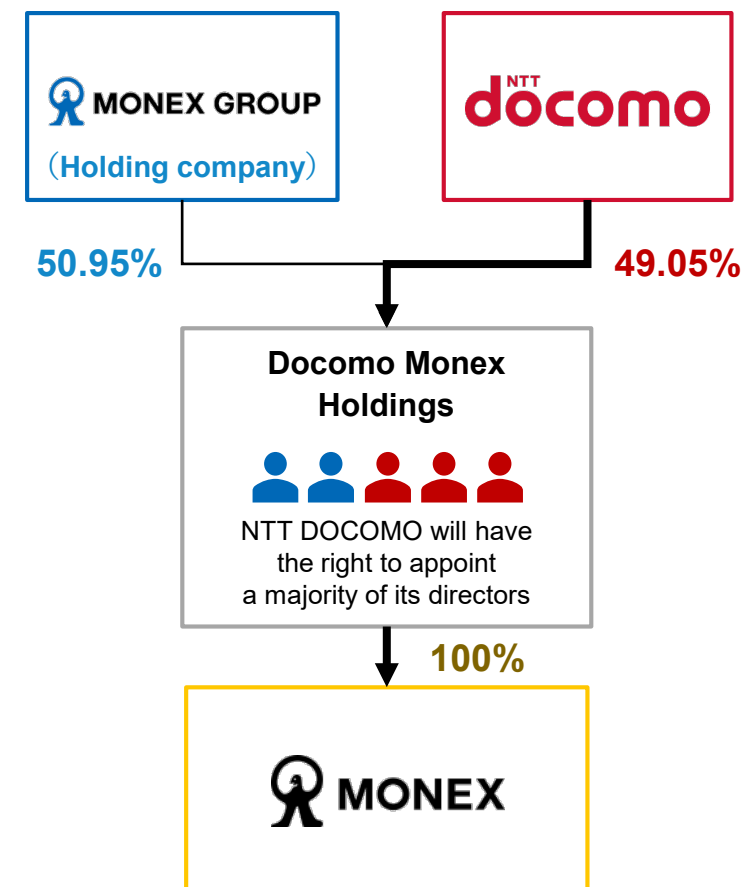 MONEX GROUP
（Holding company）
NTT
döcomo
50.95%
49.05%
Docomo Monex
Holdings
NTT DOCOMO will have
the right to appoint
a majority of its directors
100%
MONEX